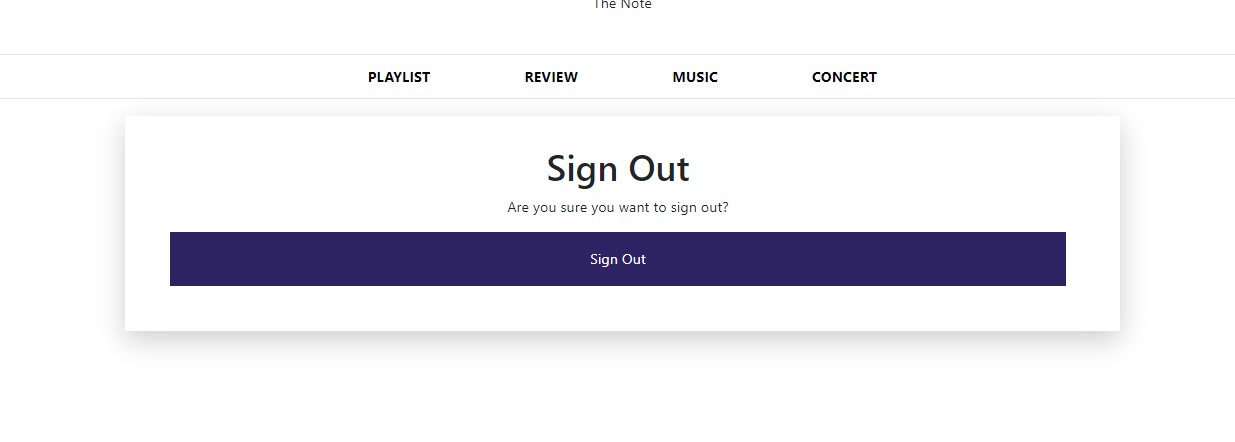 The Note
PLAYLIST REVIEW MUSIC CONCERT
Sign Out
Are you sure you want to sign out?
Sign Out